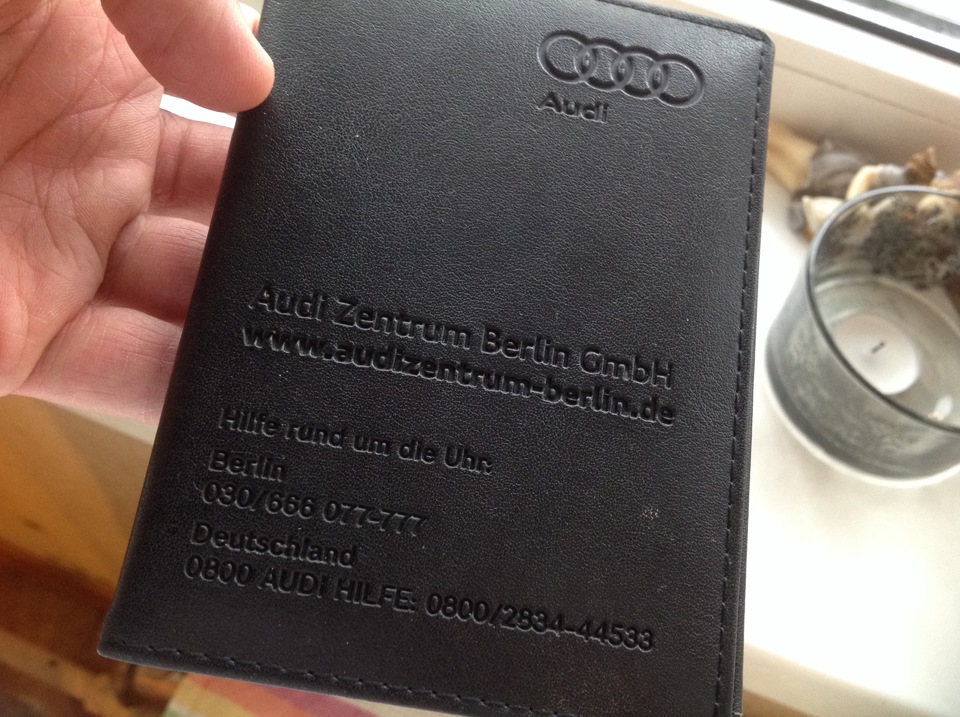 Audi
Audi Zentrum Berlin GmbH
www.audizentrum-berlin.de
Hilfe rund um die Uhr:
Berlin
030/666 077-777
Deutschland
0800 AUDI HILFE: 0800/2834-44533